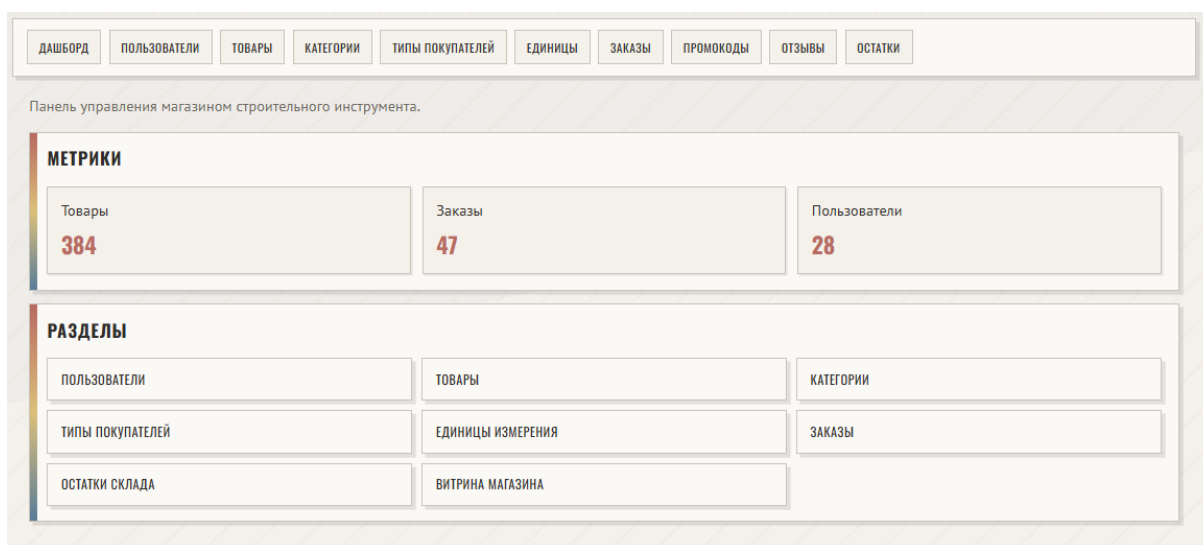 ДАШБОРД ПОЛЬЗОВАТЕЛИ ТОВАРЫ КАТЕГОРИИ ТИПЫ ПОКУПАТЕЛЕЙ ЕДИНИЦЫ ЗАКАЗЫ ПРОМОКОДЫ ОТЗЫВЫ ОСТАТКИ
Панель управления магазином строительного инструмента.
МЕТРИКИ
Товары Заказы Пользователи
384 47 28
РАЗДЕЛЫ
ПОЛЬЗОВАТЕЛИ ТОВАРЫ КАТЕГОРИИ
ТИПЫ ПОКУПАТЕЛЕЙ ЕДИНИЦЫ ИЗМЕРЕНИЯ ЗАКАЗЫ
ОСТАТКИ СКЛАДА ВИТРИНА МАГАЗИНА